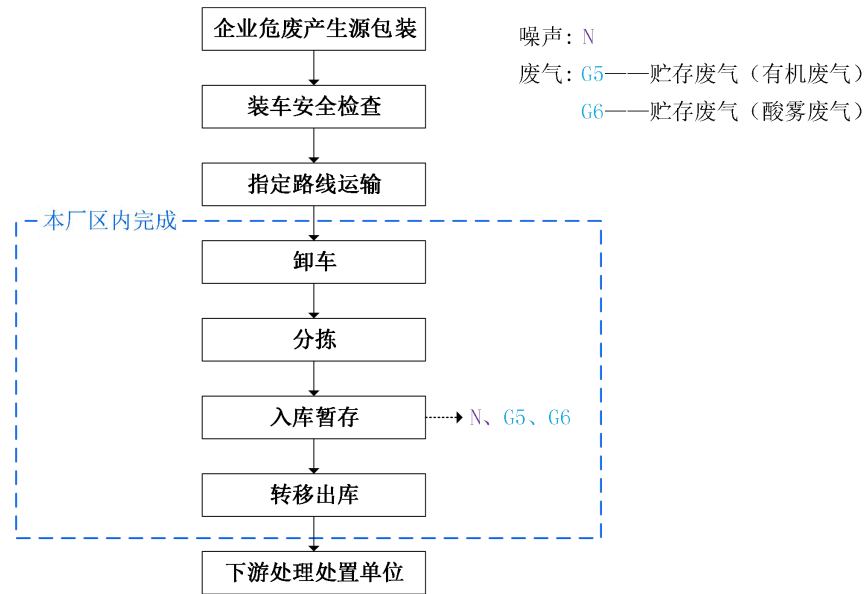 企业危废产生源包装
噪声: N
废气: G5——贮存废气（有机废气）
G6——贮存废气（酸雾废气）
装车安全检查
指定路线运输
本厂区内完成
卸车
分拣
入库暂存
N、G5、G6
转移出库
下游处理处置单位